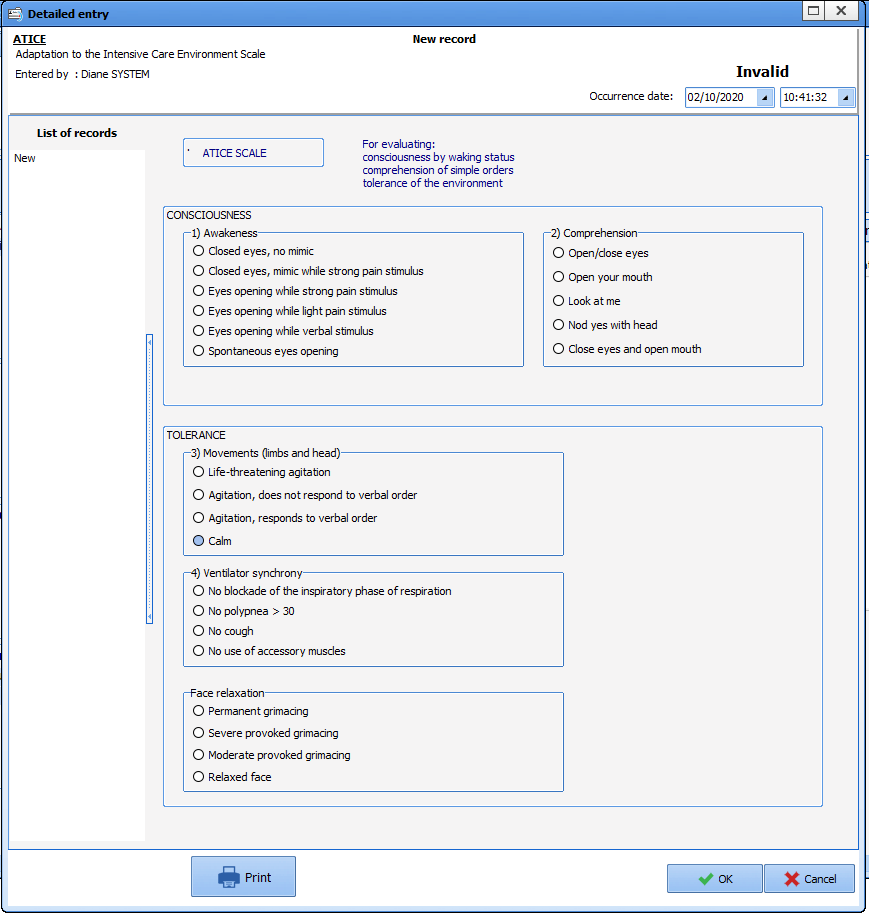 Detailed entry
ATICE
New record
Adaptation to the Intensive Care Environment Scale
Entered by : Diane SYSTEM
Invalid
Occurrence date: 02/10/2020 10:41:32
List of records
New
ATICE SCALE
For evaluating:
consciousness by waking status
comprehension of simple orders
tolerance of the environment
CONSCIOUSNESS
1) Awakeness
Closed eyes, no mimic
Closed eyes, mimic while strong pain stimulus
Eyes opening while strong pain stimulus
Eyes opening while light pain stimulus
Eyes opening while verbal stimulus
Spontaneous eyes opening
2) Comprehension
Open/close eyes
Open your mouth
Look at me
Nod yes with head
Close eyes and open mouth
TOLERANCE
3) Movements (limbs and head)
Life-threatening agitation
Agitation, does not respond to verbal order
Agitation, responds to verbal order
Calm
4) Ventilator synchrony
No blockade of the inspiratory phase of respiration
No polypnea > 30
No cough
No use of accessory muscles
Face relaxation
Permanent grimacing
Severe provoked grimacing
Moderate provoked grimacing
Relaxed face
Print
OK
Cancel